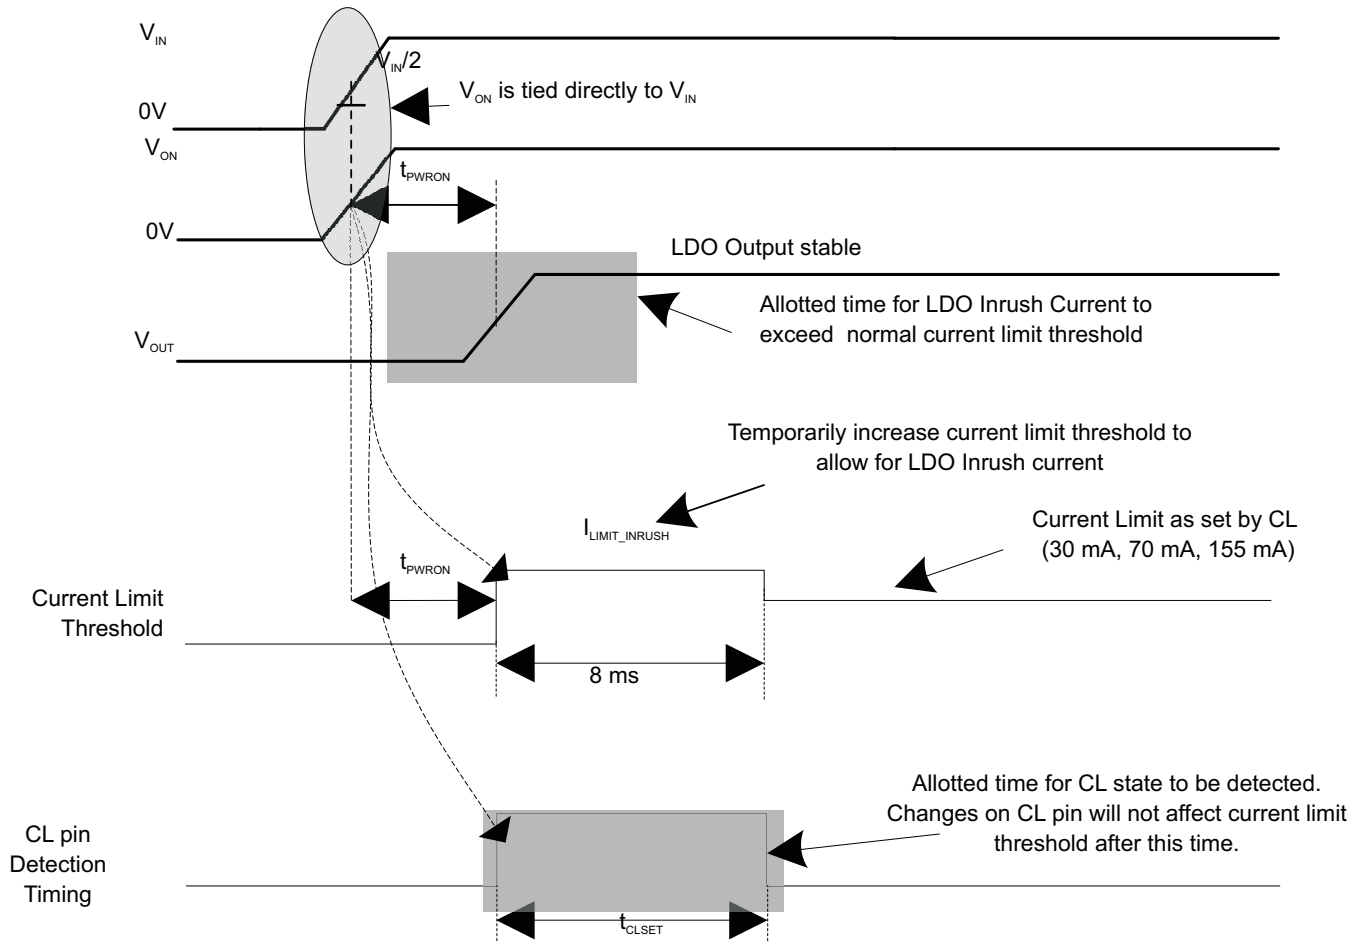 VIN
VIN/2
VON is tied directly to VIN
0V
VON
tPWRON
0V
LDO Output stable
Allotted time for LDO Inrush Current to
exceed normal current limit threshold
VOUT
Temporarily increase current limit threshold to
allow for LDO Inrush current
ILIMIT_INRUSH
Current Limit as set by CL
(30 mA, 70 mA, 155 mA)
tPWRON
Current Limit
Threshold
8 ms
Allotted time for CL state to be detected.
Changes on CL pin will not affect current limit
threshold after this time.
CL pin
Detection
Timing
tCLSET